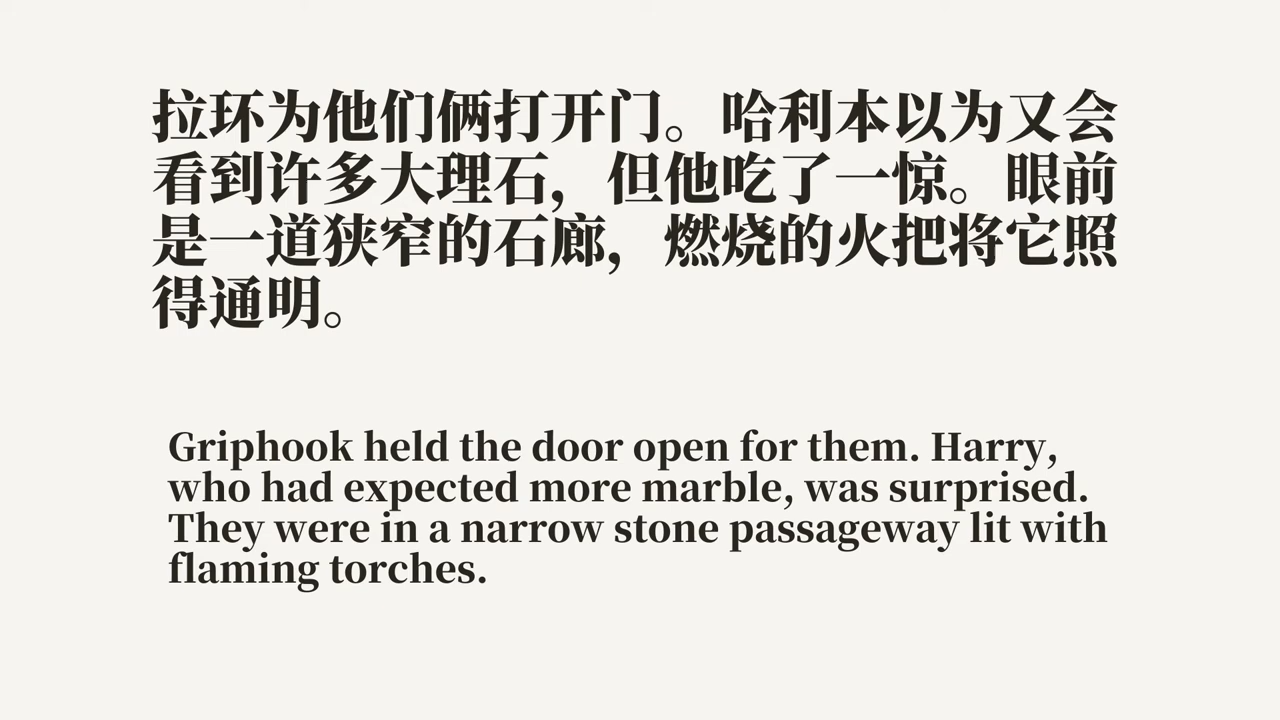 拉环为他们俩打开门。哈利本以为又会
看到许多大理石，但他吃了一惊。眼前
是一道狭窄的石廊，燃烧的火把将它照
得通明。
Griphook held the door open for them. Harry,
who had expected more marble, was surprised.
They were in a narrow stone passageway lit with
flaming torches.